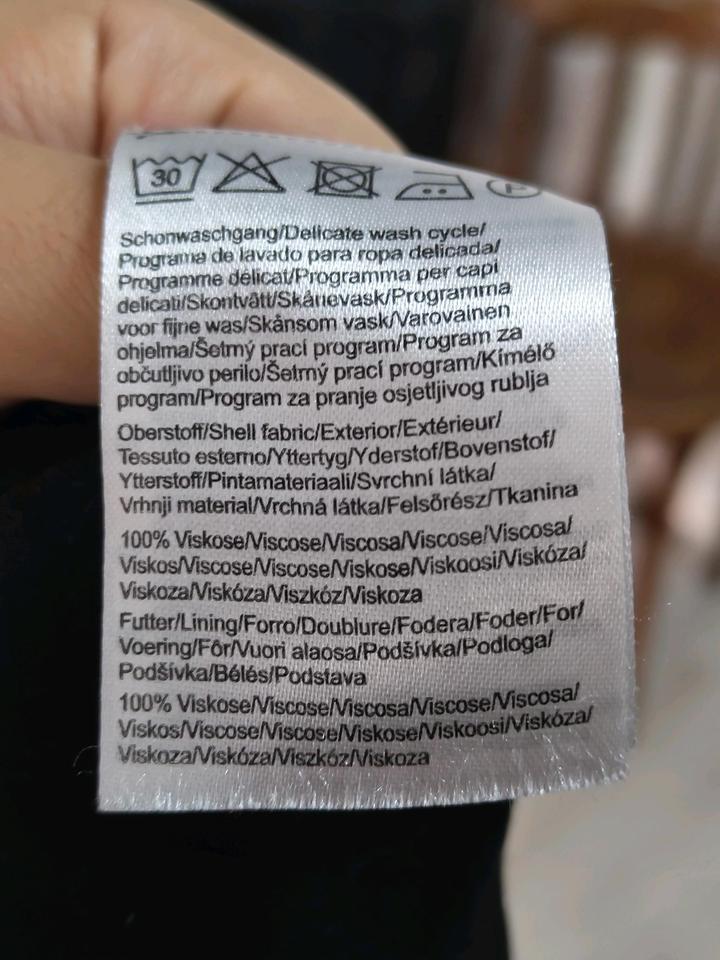 30
P
Schonwaschgang/Delicate wash cycle/
Programa de lavado para ropa delicada/
Programme délicat/Programma per capi
delicati/Skontvätt/Skånevask/Programma
voor fijne was/Skånsom vask/Varovainen
ohjelma/Šetrný prací program/Program za
občutljivo perilo/Šetrný prací program/Kímélő
program/Program za pranje osjetljivog rublja
Oberstoff/Shell fabric/Exterior/Extérieur/
Tessuto esterno/Yttertyg/Yderstof/Bovenstof/
Ytterstoff/Pintamateriaali/Svrchní látka/
Vrhnji material/Vrchná látka/Felsőrész/Tkanina
100% Viskose/Viscose/Viscosa/Viscose/Viscosa/
Viskos/Viscose/Viscose/Viskose/Viskoosi/Viskóza/
Viskoza/Viskóza/Viszkóz/Viskoza
Futter/Lining/Forro/Doublure/Fodera/Foder/For/
Voering/Fôr/Vuori alaosa/Podšívka/Podloga/
Podšívka/Bélés/Podstava
100% Viskose/Viscose/Viscosa/Viscose/Viscosa/
Viskos/Viscose/Viscose/Viskose/Viskoosi/Viskóza/
Viskoza/Viskóza/Viszkóz/Viskoza